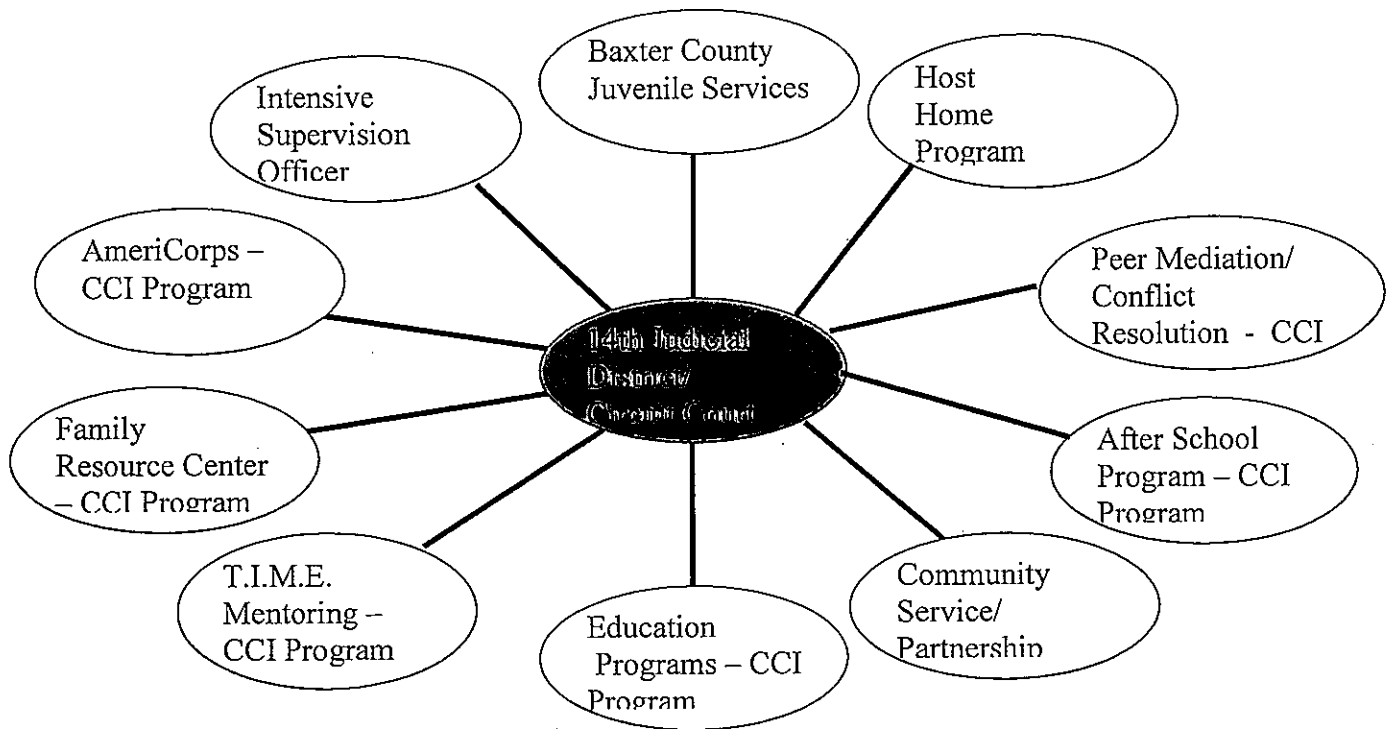 Baxter County
Juvenile Services
Host
Home
Program
Intensive
Supervision
Officer
AmeriCorps –
CCI Program
Peer Mediation/
Conflict
Resolution - CCI
14th Judicial
District/
Circuit Court
Family
Resource Center
– CCI Program
After School
Program – CCI
Program
T.I.M.E.
Mentoring –
CCI Program
Education
Programs – CCI
Program
Community
Service/
Partnership